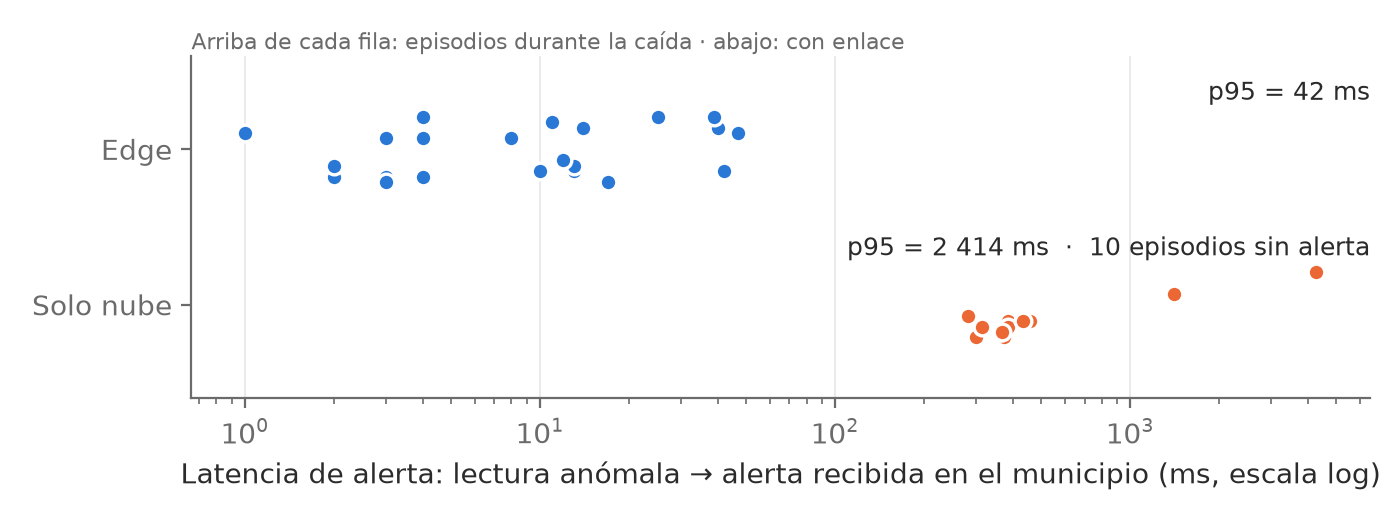 Arriba de cada fila: episodios durante la caída · abajo: con enlace
p95 = 42 ms
Edge
p95 = 2 414 ms · 10 episodios sin alerta
Solo nube
10⁰ 10¹ 10² 10³
Latencia de alerta: lectura anómala → alerta recibida en el municipio (ms, escala log)